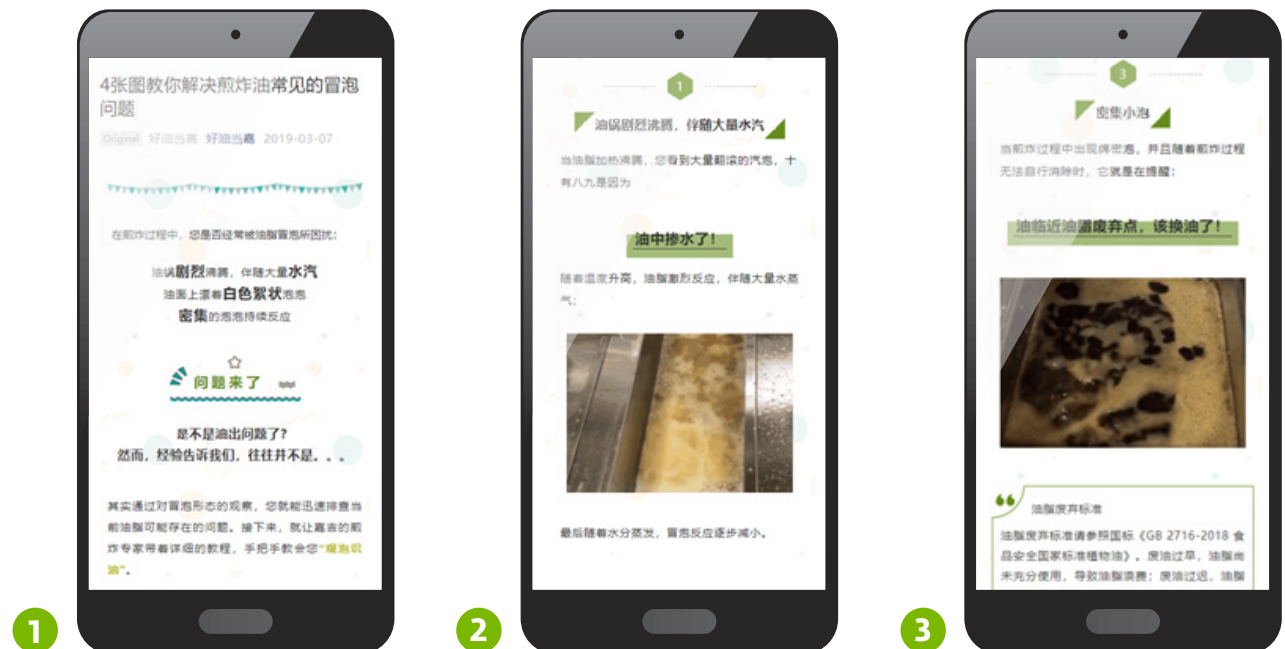 4张图教你解决煎炸油常见的冒泡
问题
Original 好油当嘉 好油当嘉 2019-03-07
在煎炸过程中，您是否经常被油脂冒泡所困扰：
油锅剧烈沸腾，伴随大量水汽
油面上漂着白色絮状泡泡
密集的泡泡持续反应
问题来了
是不是油出问题了？
然而，经验告诉我们，往往并不是。。。
其实通过对冒泡形态的观察，您就能迅速排查当
前油脂可能存在的问题。接下来，就让嘉吉的煎
炸专家带着详细的教程，手把手教会您“观泡识
油”。
1
1
油锅剧烈沸腾，伴随大量水汽
当油脂加热沸腾，您看到大量翻滚的汽泡，十
有八九是因为
油中掺水了！
随着温度升高，油脂激烈反应，伴随大量水蒸
气；
最后随着水分蒸发，冒泡反应逐步减小。
2
3
密集小泡
当煎炸过程中出现绵密泡，并且随着煎炸过程
无法自行消除时，它就是在提醒：
油临近油脂废弃点，该换油了！
油脂废弃标准
油脂废弃标准请参照国标《GB 2716-2018 食
品安全国家标准植物油》。废油过早，油脂尚
未充分使用，导致油脂浪费；废油过迟，油脂
3